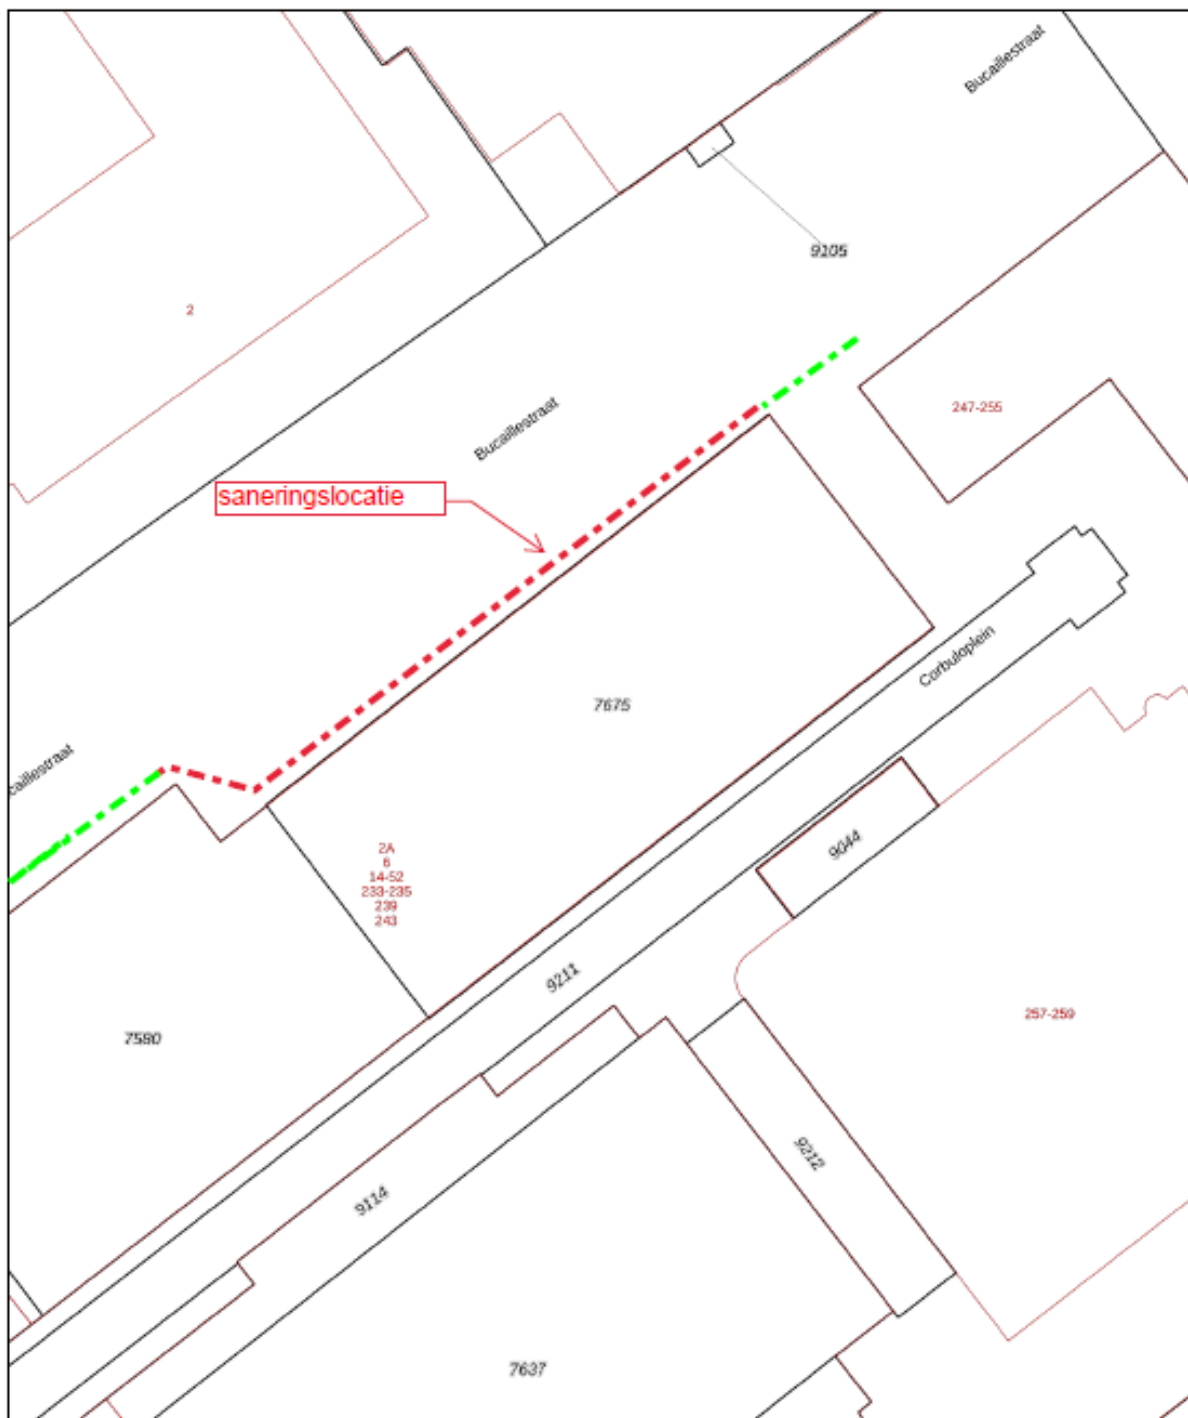 Bucaillestraat
9105
2
247-255
Bucaillestraat
saneringslocatie
Corbuloplein
7675
caillestraat
9044
2A
6
14-52
233-235
239
243
9211
257-259
7580
9212
9114
7637